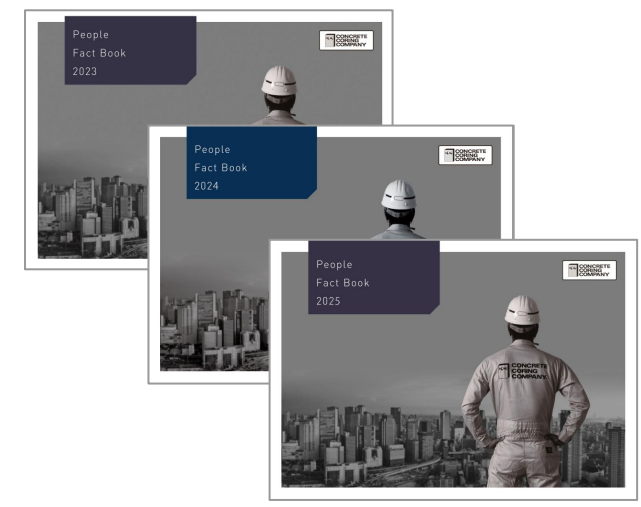 People
Fact Book
2023
CONCRETE
CORING
COMPANY
People
Fact Book
2024
CONCRETE
CORING
COMPANY
People
Fact Book
2025
CONCRETE
CORING
COMPANY
CONCRETE
CORING
COMPANY